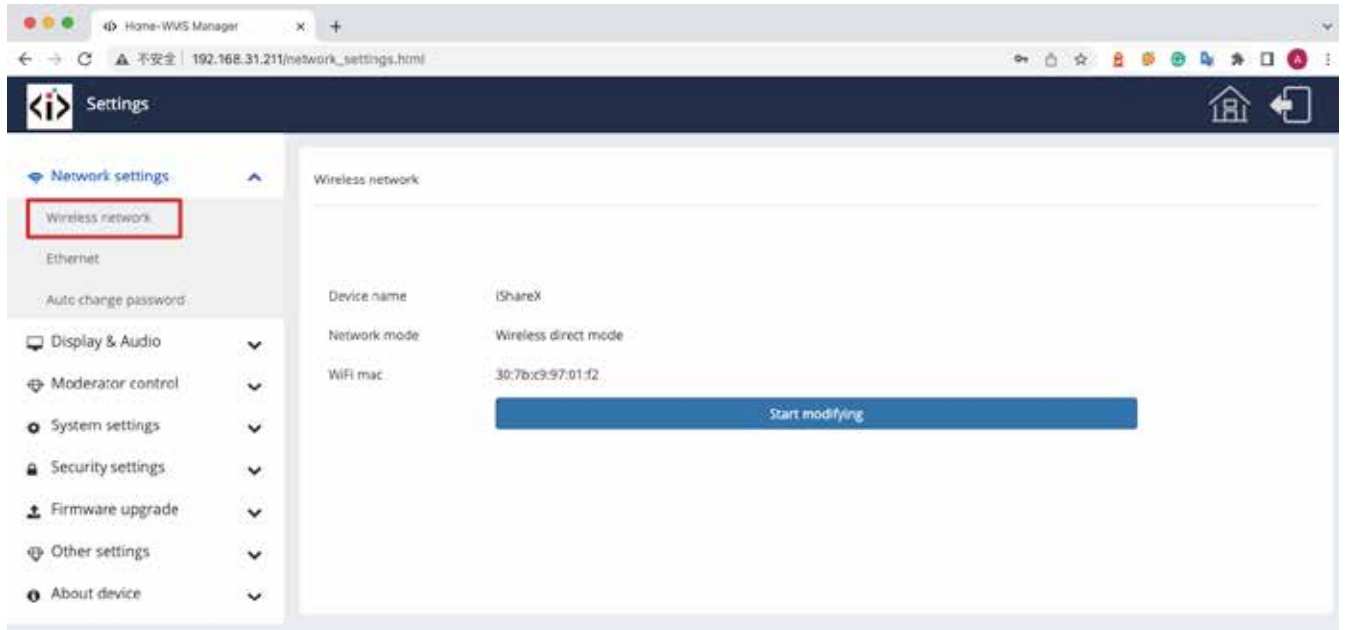 Home-WMS Manager
不安全 192.168.31.211/network_settings.html
A
<i> Settings
Network settings
Wireless network
Ethernet
Auto change password
Display & Audio
Moderator control
System settings
Security settings
Firmware upgrade
Other settings
About device
Wireless network
Device name iShareX
Network mode Wireless direct mode
WiFi mac 30:7b:c9:97:01:f2
Start modifying